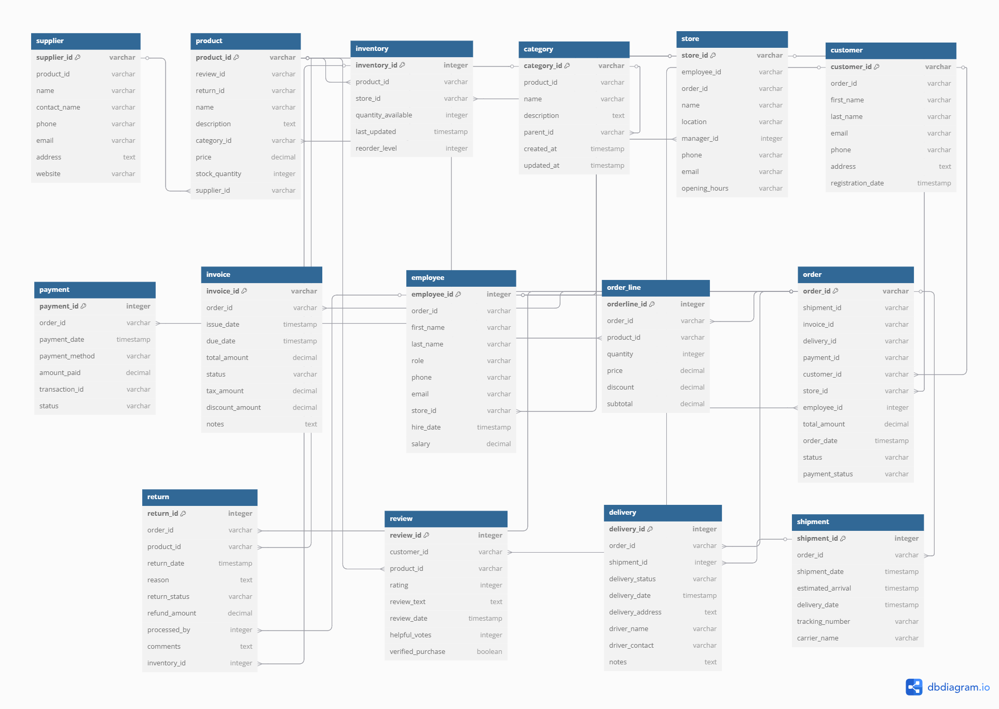 supplier
supplier_id varchar
product_id varchar
name varchar
contact_name varchar
phone varchar
email varchar
address text
website varchar
product
product_id varchar
review_id varchar
return_id varchar
name varchar
description text
category_id varchar
price decimal
stock_quantity integer
supplier_id varchar
inventory
inventory_id integer
product_id varchar
store_id varchar
quantity_available integer
last_updated timestamp
reorder_level integer
category
category_id varchar
product_id varchar
name varchar
description text
parent_id varchar
created_at timestamp
updated_at timestamp
store
store_id varchar
employee_id varchar
order_id varchar
name varchar
location varchar
manager_id integer
phone varchar
email varchar
opening_hours varchar
customer
customer_id varchar
order_id varchar
first_name varchar
last_name varchar
email varchar
phone varchar
address text
registration_date timestamp
payment
payment_id integer
order_id varchar
payment_date timestamp
payment_method varchar
amount_paid decimal
transaction_id varchar
status varchar
invoice
invoice_id varchar
order_id varchar
issue_date timestamp
due_date timestamp
total_amount decimal
status varchar
tax_amount decimal
discount_amount decimal
notes text
employee
employee_id integer
order_id varchar
first_name varchar
last_name varchar
role varchar
phone varchar
email varchar
store_id varchar
hire_date timestamp
salary decimal
order_line
orderline_id integer
order_id varchar
product_id varchar
quantity integer
price decimal
discount decimal
subtotal decimal
order
order_id varchar
shipment_id varchar
invoice_id varchar
delivery_id varchar
payment_id varchar
customer_id varchar
store_id varchar
employee_id integer
total_amount decimal
order_date timestamp
status varchar
payment_status varchar
return
return_id integer
order_id varchar
product_id varchar
return_date timestamp
reason text
return_status varchar
refund_amount decimal
processed_by integer
comments text
inventory_id integer
review
review_id integer
customer_id varchar
product_id varchar
rating integer
review_text text
review_date timestamp
helpful_votes integer
verified_purchase boolean
delivery
delivery_id integer
order_id varchar
shipment_id integer
delivery_status varchar
delivery_date timestamp
delivery_address text
driver_name varchar
driver_contact varchar
notes text
shipment
shipment_id integer
order_id varchar
shipment_date timestamp
estimated_arrival timestamp
delivery_date timestamp
tracking_number varchar
carrier_name varchar
dbdiagram.io